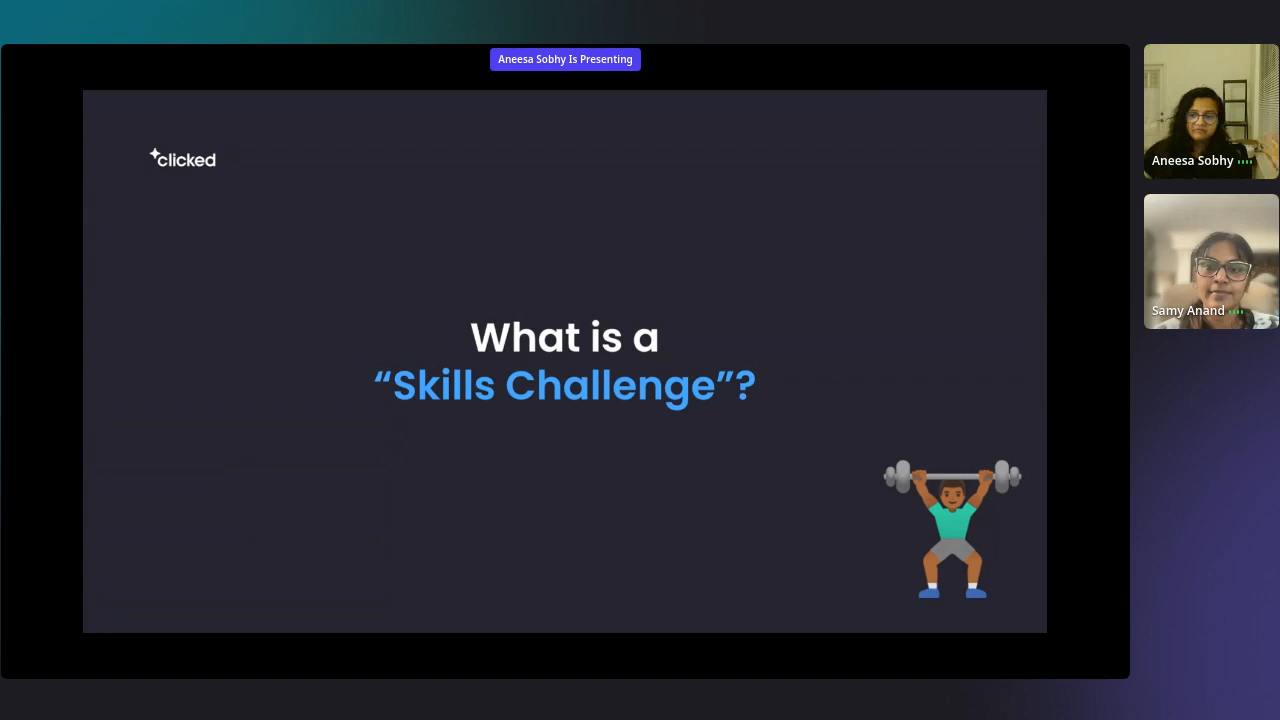 Aneesa Sobhy Is Presenting
clicked
What is a
“Skills Challenge”?
Aneesa Sobhy
Samy Anand